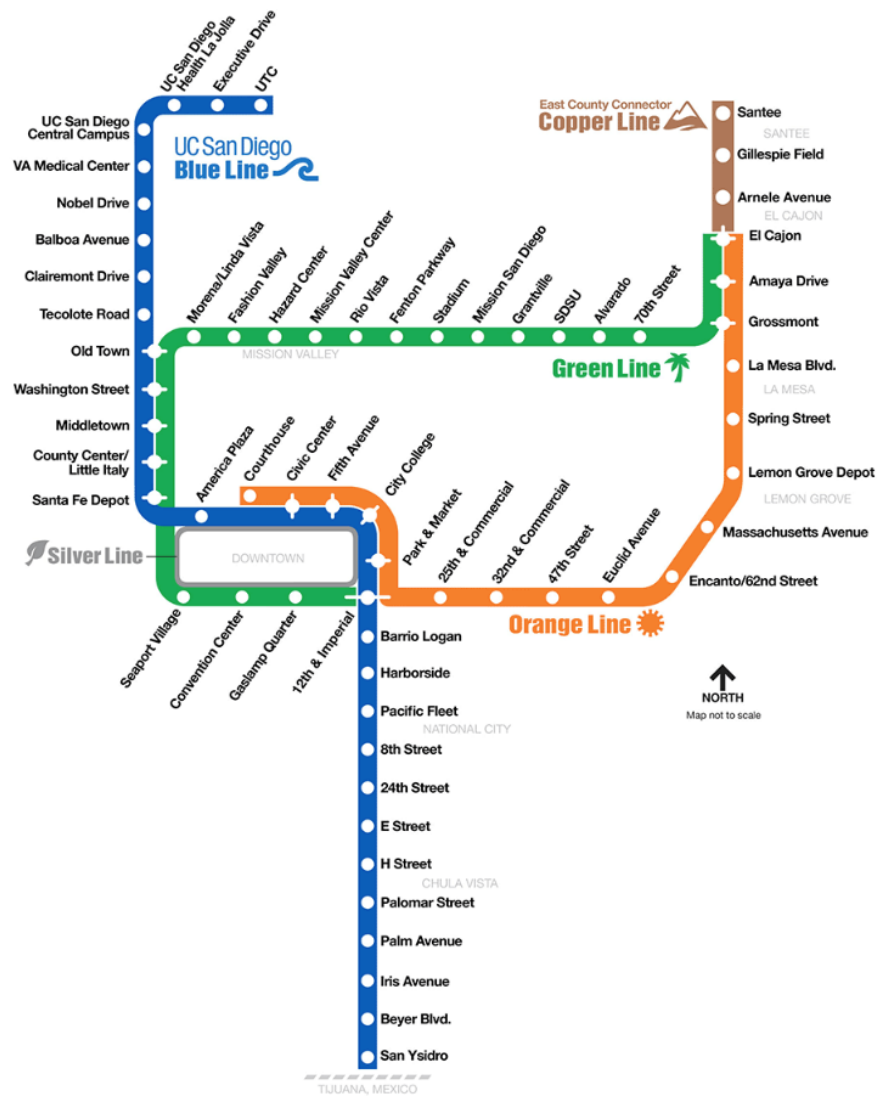 UC San Diego
Health La Jolla
Executive Drive
UTC
UC San Diego
Central Campus
VA Medical Center
Nobel Drive
Balboa Avenue
Clairemont Drive
Tecolote Road
Old Town
Washington Street
Middletown
County Center/
Little Italy
Santa Fe Depot
UC San Diego
Blue Line
East County Connector
Copper Line
Santee
SANTEE
Gillespie Field
Arnele Avenue
EL CAJON
El Cajon
Amaya Drive
Grossmont
La Mesa Blvd.
LA MESA
Spring Street
Lemon Grove Depot
LEMON GROVE
Massachusetts Avenue
Encanto/62nd Street
Morena/Linda Vista
Fashion Valley
Hazard Center
Mission Valley Center
Rio Vista
Fenton Parkway
Stadium
Mission San Diego
Grantville
SDSU
Alvarado
70th Street
MISSION VALLEY
Green Line
America Plaza
Courthouse
Civic Center
Fifth Avenue
City College
Park & Market
25th & Commercial
32nd & Commercial
47th Street
Euclid Avenue
Silver Line
DOWNTOWN
Orange Line
Seaport Village
Convention Center
Gaslamp Quarter
12th & Imperial
Barrio Logan
Harborside
Pacific Fleet
NATIONAL CITY
8th Street
24th Street
E Street
H Street
CHULA VISTA
Palomar Street
Palm Avenue
Iris Avenue
Beyer Blvd.
San Ysidro
TIJUANA, MEXICO
NORTH
Map not to scale